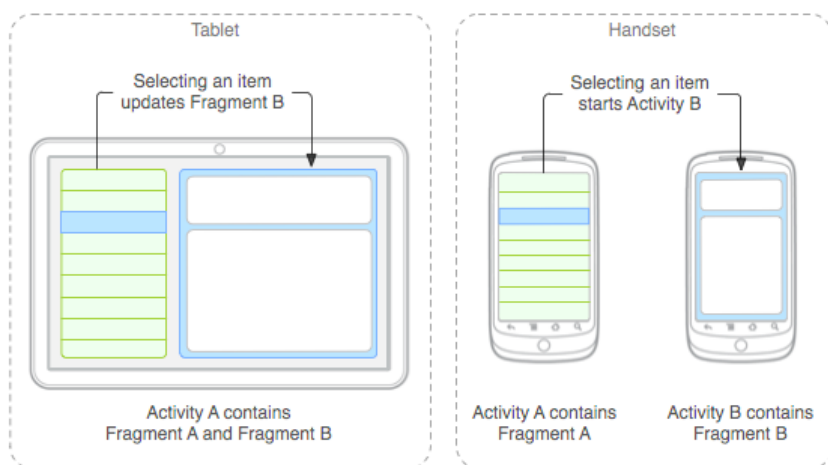 Tablet
Selecting an item
updates Fragment B
Activity A contains
Fragment A and Fragment B
Handset
Selecting an item
starts Activity B
Activity A contains
Fragment A
Activity B contains
Fragment B